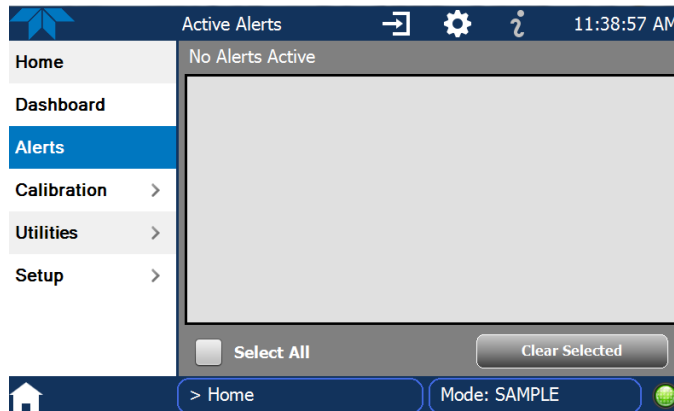 Active Alerts
11:38:57 AM
Home
Dashboard
Alerts
Calibration
Utilities
Setup
No Alerts Active
Select All
Clear Selected
> Home
Mode: SAMPLE